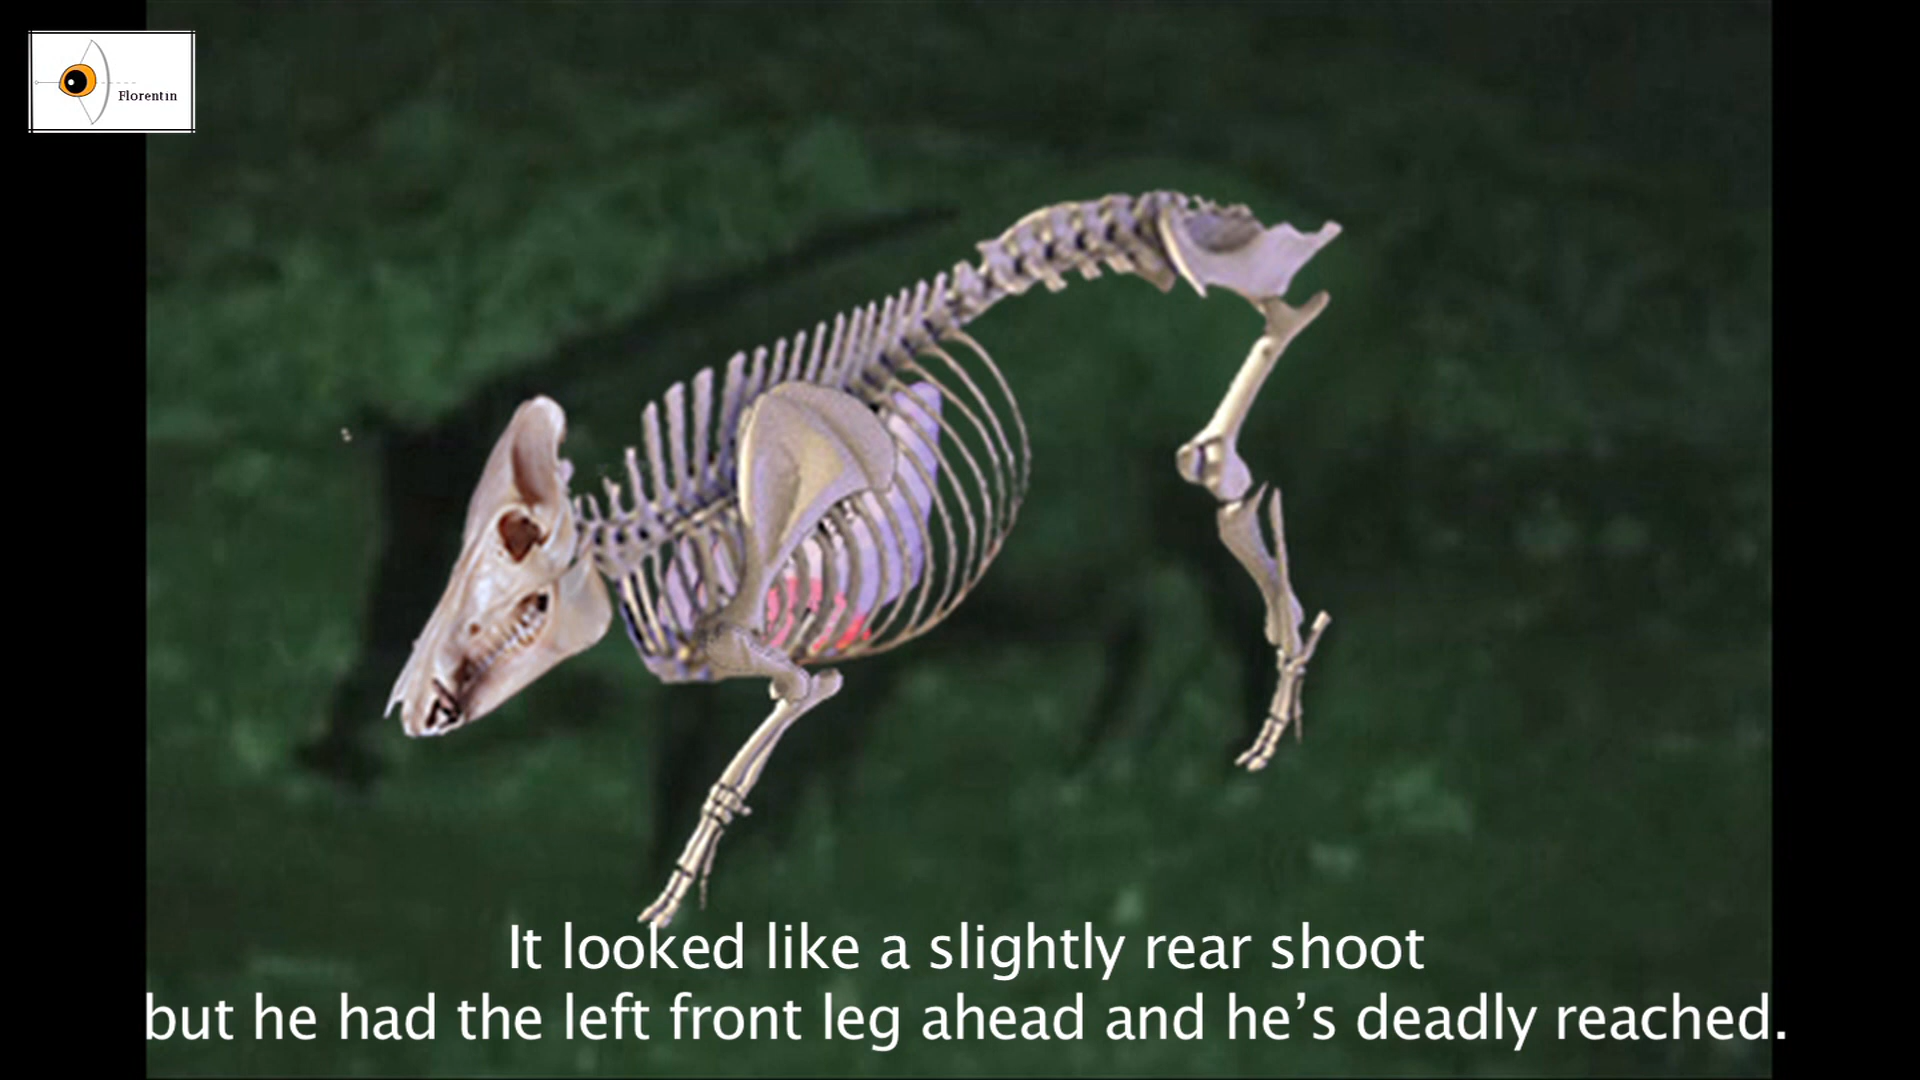 Florentin
It looked like a slightly rear shoot
but he had the left front leg ahead and he’s deadly reached.